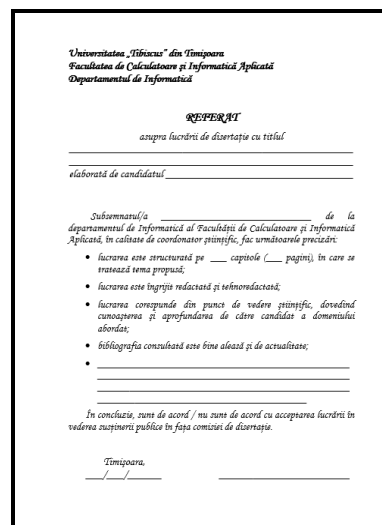 Universitatea „Tibiscus” din Timişoara
Facultatea de Calculatoare şi Informatică Aplicată
Departamentul de Informatică
REFERAT
asupra lucrării de disertaţie cu titlul
elaborată de candidatul
Subsemnatul/a de la
departamentul de Informatică al Facultăţii de Calculatoare şi Informatică
Aplicată, în calitate de coordonator ştiinţific, fac următoarele precizări:
• lucrarea este structurată pe ___ capitole (___ pagini), în care se
tratează tema propusă;
• lucrarea este îngrijit redactată şi tehnoredactată;
• lucrarea corespunde din punct de vedere ştiinţific, dovedind
cunoaşterea şi aprofundarea de către candidat a domeniului
abordat;
• bibliografia consultată este bine aleasă şi de actualitate;
•
În concluzie, sunt de acord / nu sunt de acord cu acceptarea lucrării în
vederea susţinerii publice în faţa comisiei de disertaţie.
Timişoara,
___/___/______